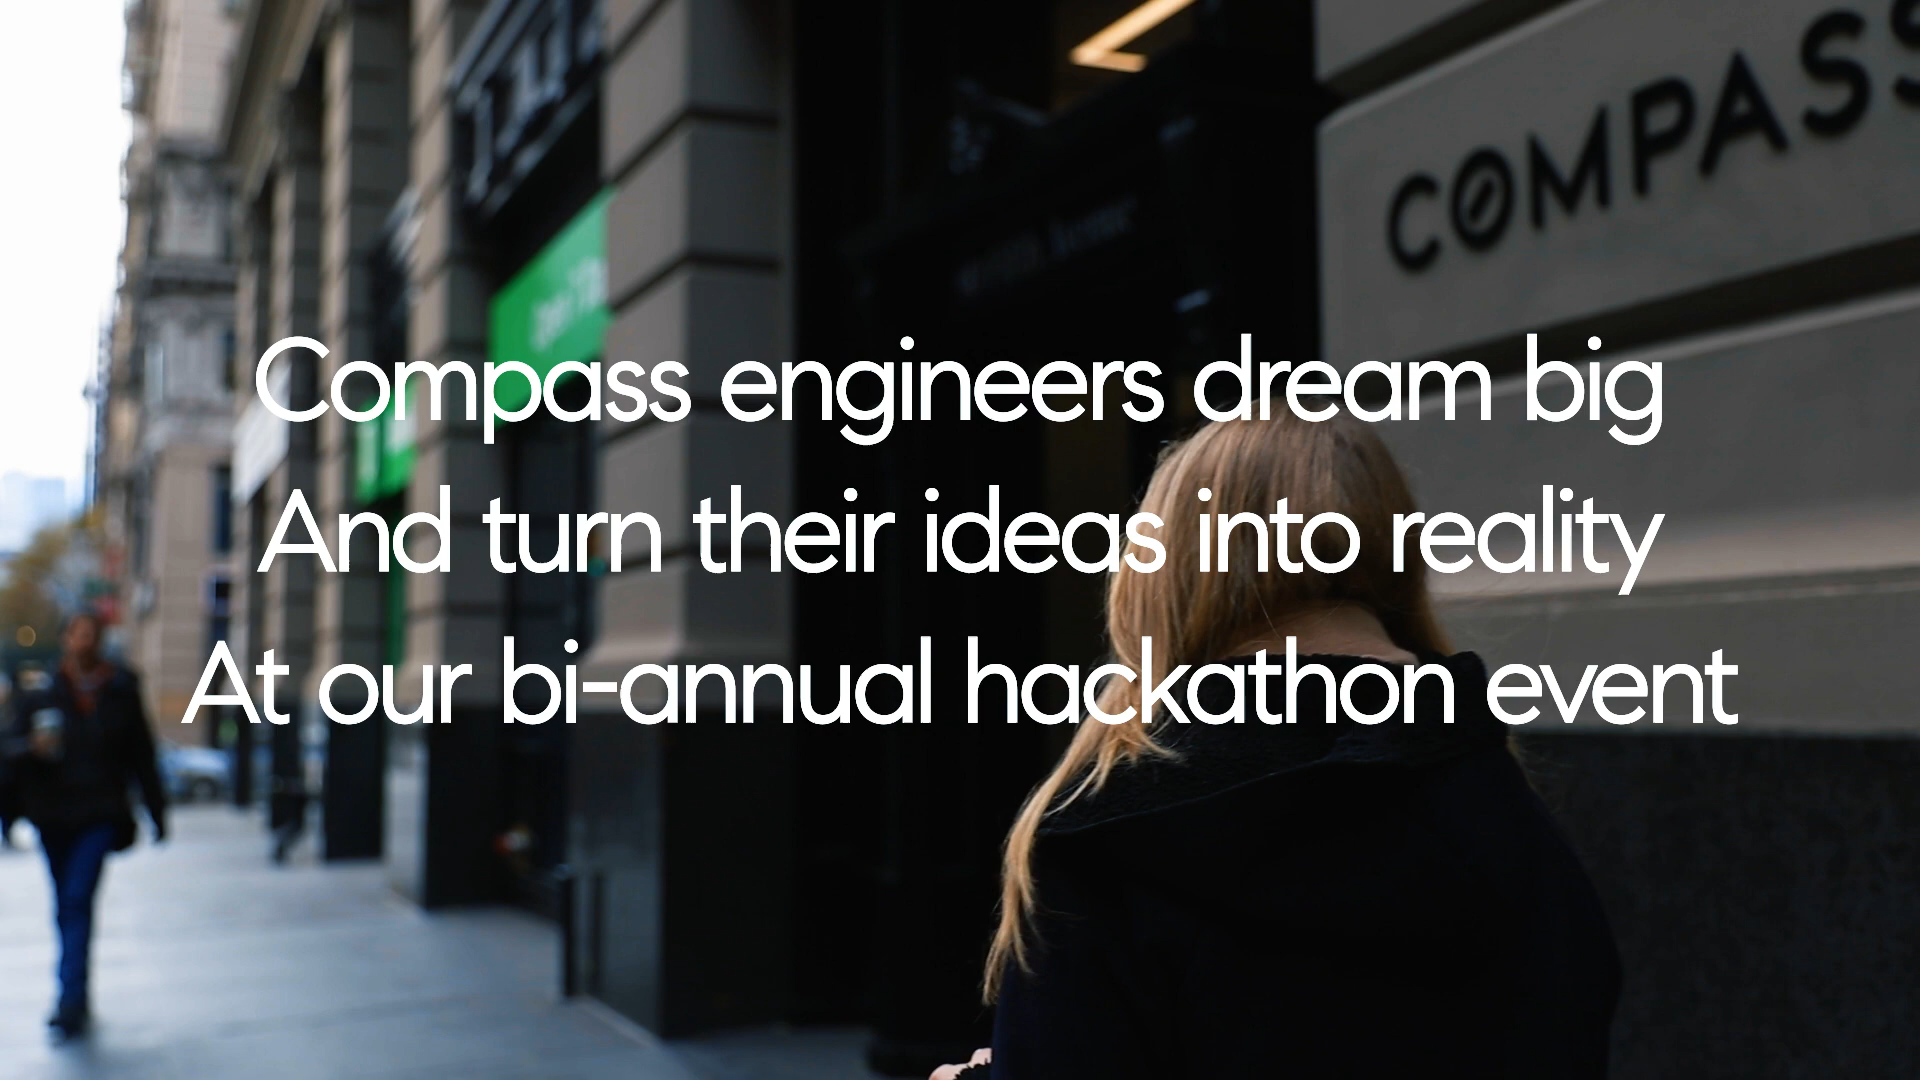 COMPASS
Compass engineers dream big
And turn their ideas into reality
At our bi-annual hackathon event